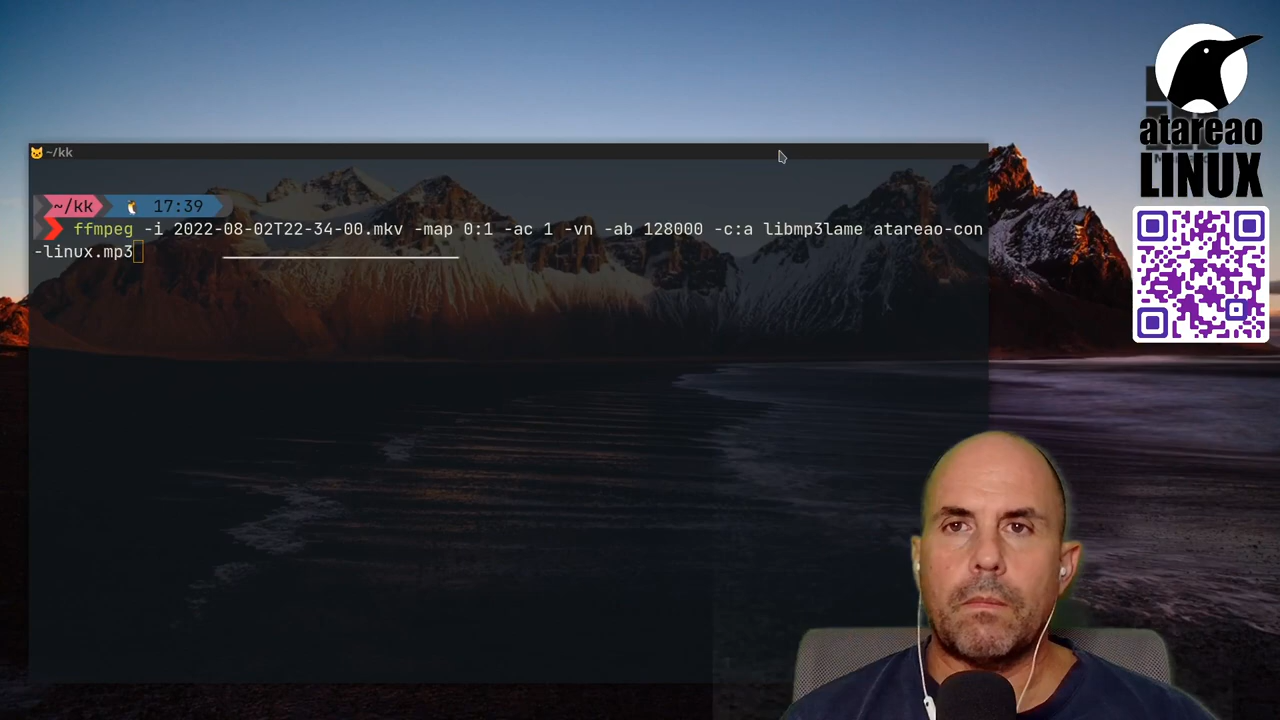 ~/kk
~/kk 17:39
ffmpeg -i 2022-08-02T22-34-00.mkv -map 0:1 -ac 1 -vn -ab 128000 -c:a libmp3lame atareao-con
-linux.mp3
atareao
LINUX